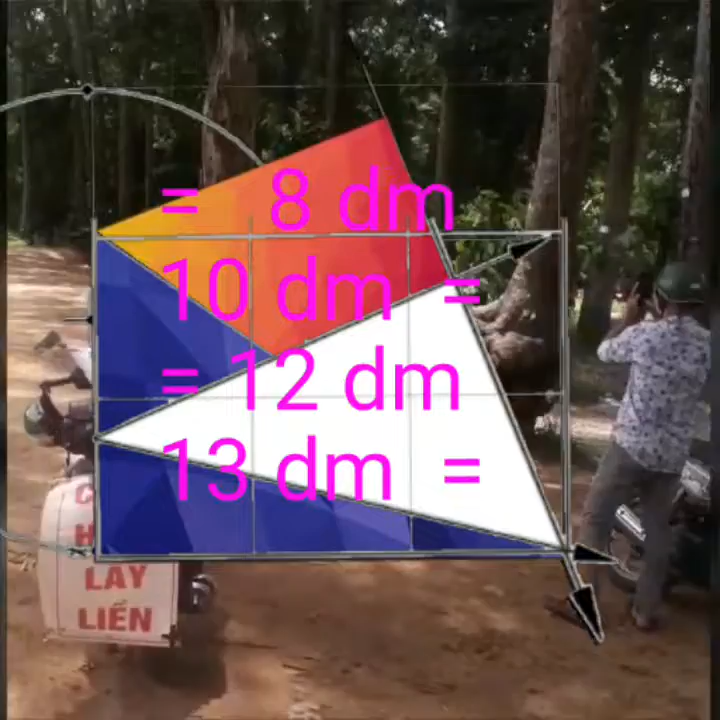 =   8 dm
10 dm  =
= 12 dm
13 dm  =
LAY
LIỀN